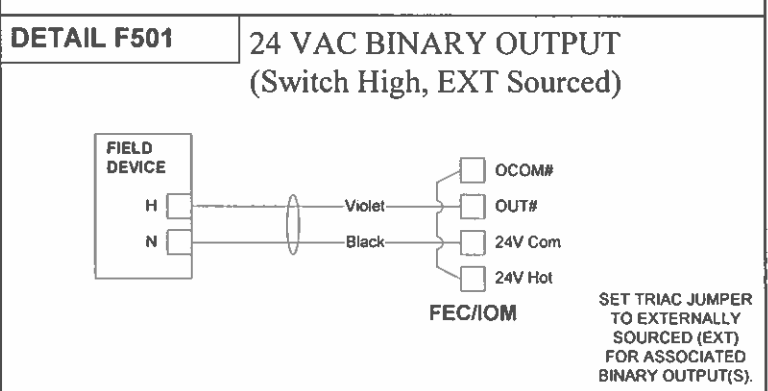 DETAIL F501
24 VAC BINARY OUTPUT
(Switch High, EXT Sourced)
FIELD
DEVICE
H
N
Violet
Black
OCOM#
OUT#
24V Com
24V Hot
FEC/IOM
SET TRIAC JUMPER
TO EXTERNALLY
SOURCED (EXT)
FOR ASSOCIATED
BINARY OUTPUT(S).